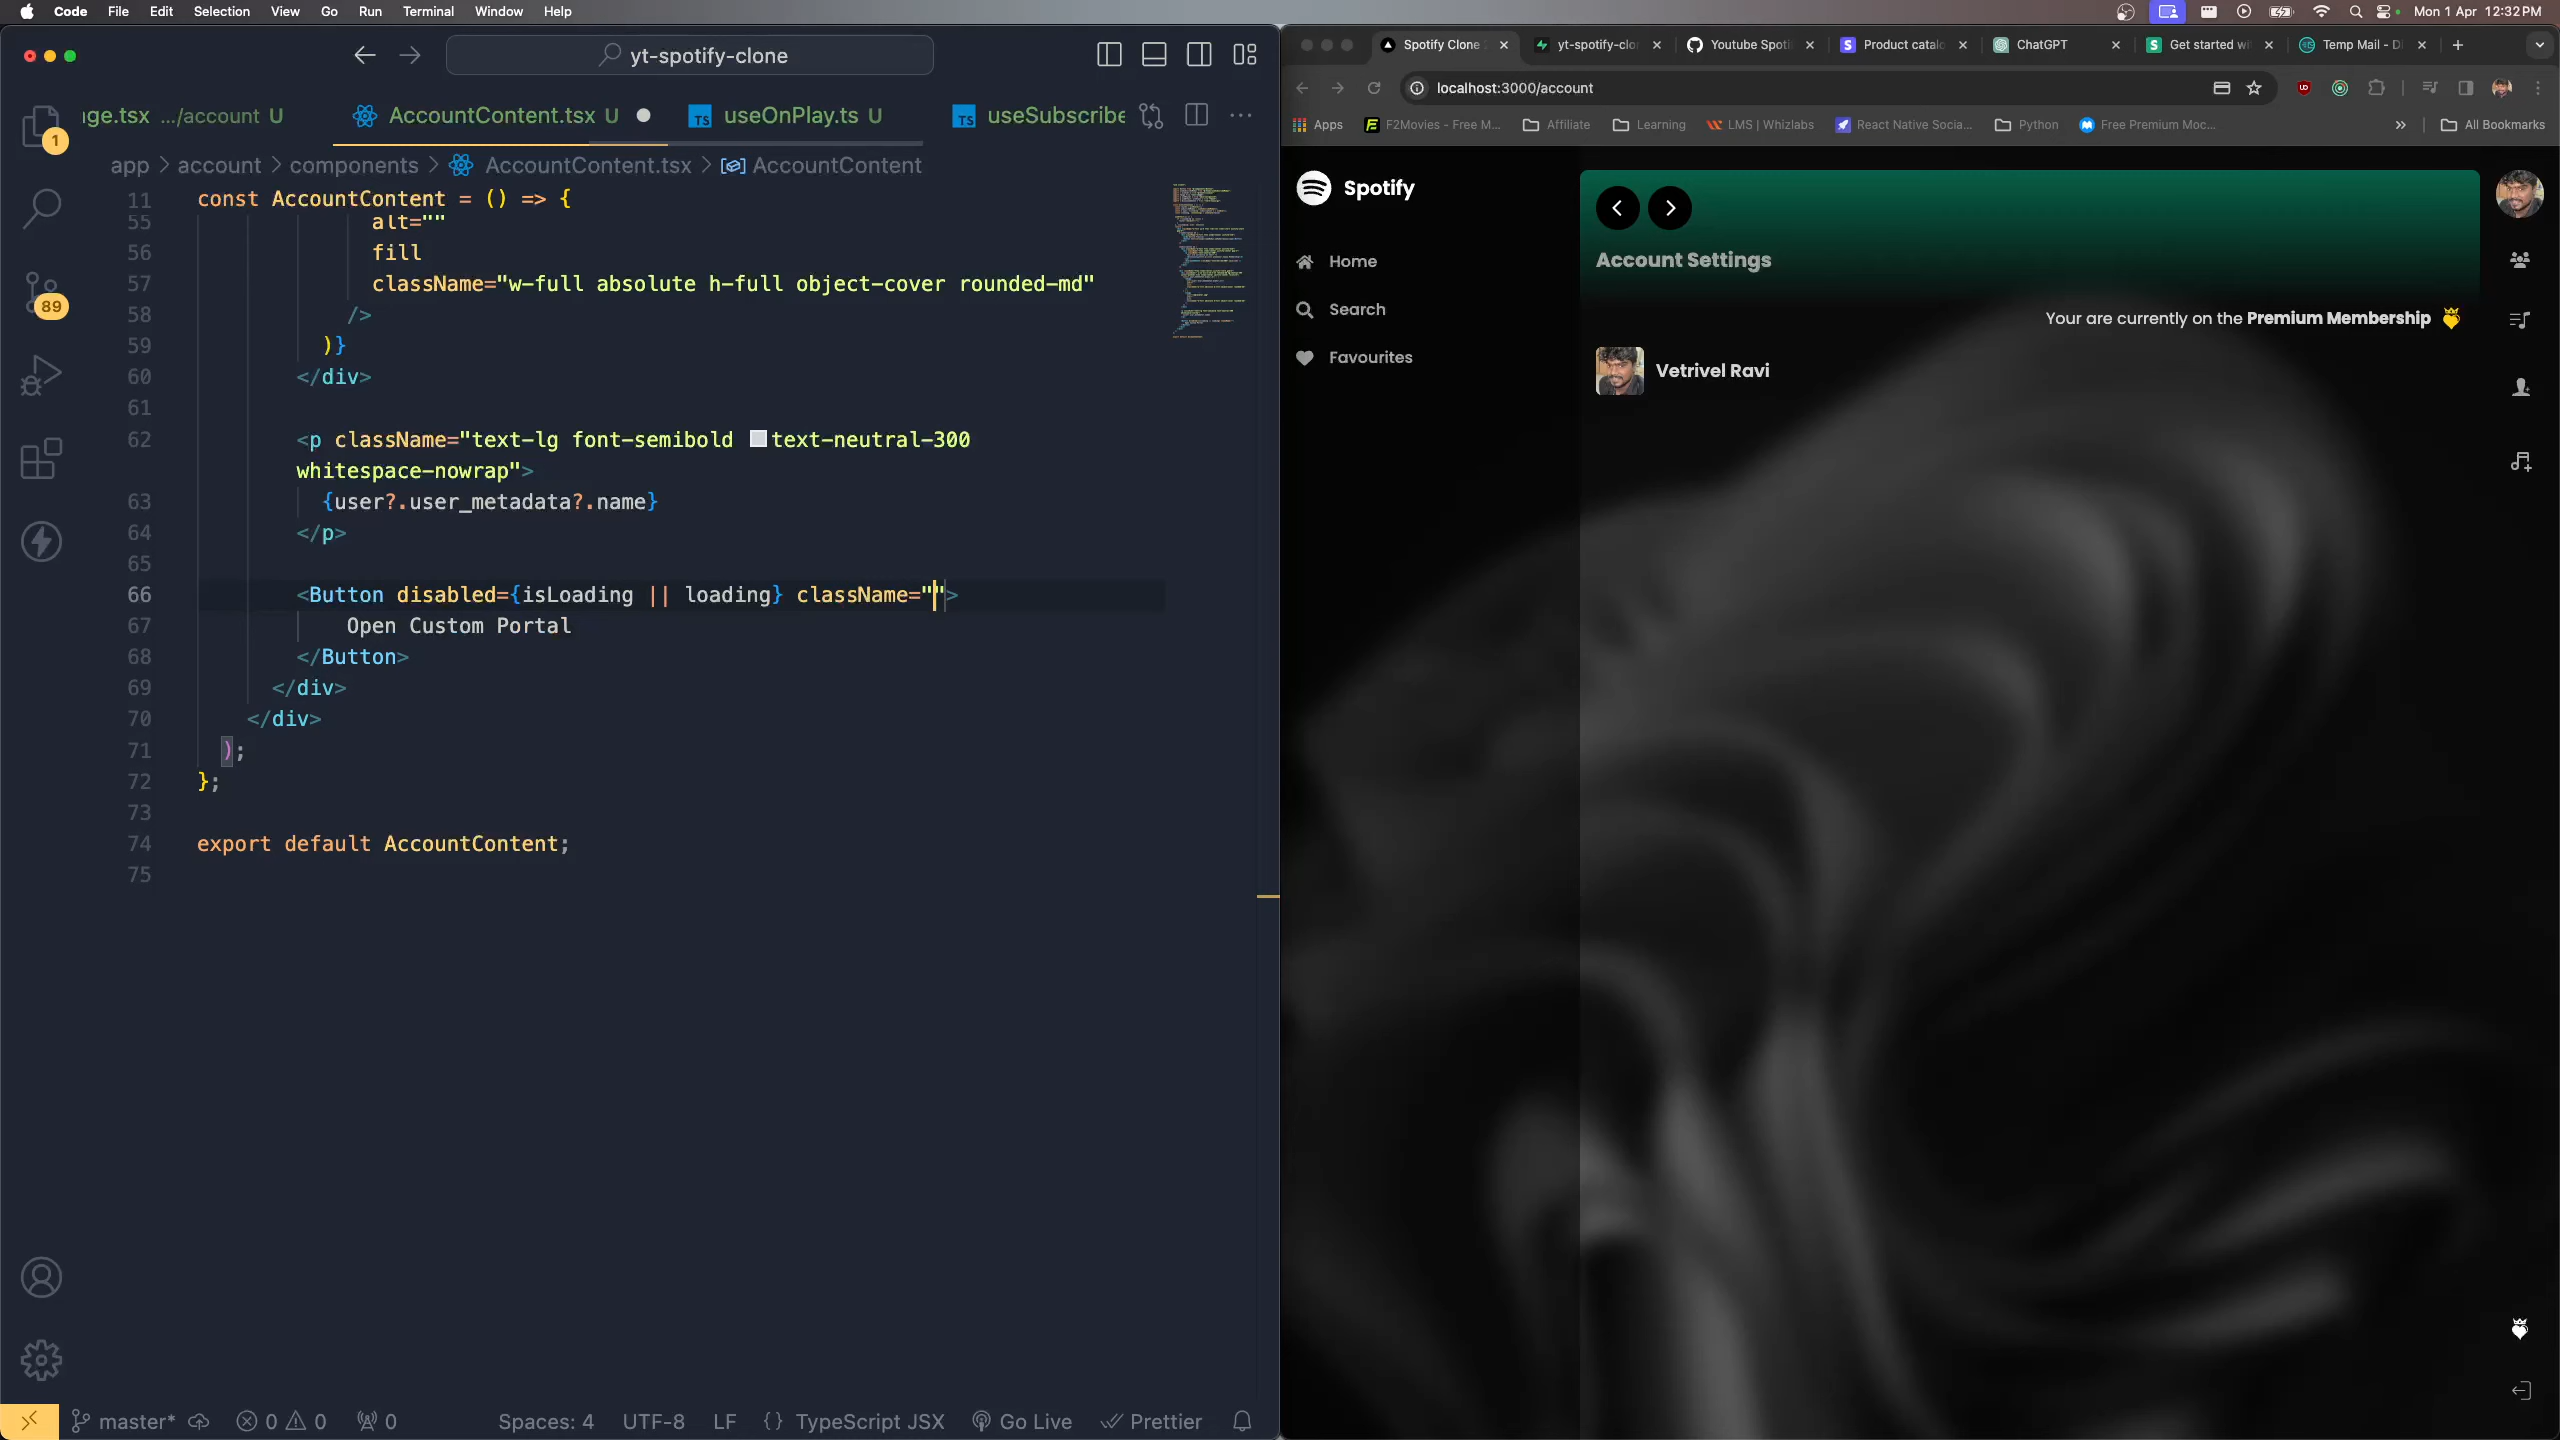 Code File Edit Selection View Go Run Terminal Window Help
Mon 1 Apr 12:32 PM
yt-spotify-clone
1
89
ge.tsx .../account U
AccountContent.tsx U
TS useOnPlay.ts U
TS useSubscribe
app > account > components > AccountContent.tsx > AccountContent
11 const AccountContent = () => {
55 alt=""
56 fill
57 className="w-full absolute h-full object-cover rounded-md"
58 />
59 )}
60 </div>
61
62 <p className="text-lg font-semibold text-neutral-300
whitespace-nowrap">
63 {user?.user_metadata?.name}
64 </p>
65
66 <Button disabled={isLoading || loading} className="">
67 Open Custom Portal
68 </Button>
69 </div>
70 </div>
71 );
72 };
73
74 export default AccountContent;
75
master* 0 0 0 Spaces: 4 UTF-8 LF {} TypeScript JSX Go Live Prettier
Spotify Clone
yt-spotify-clo
Youtube Spoti
Product catalo
ChatGPT
Get started wi
Temp Mail - D
localhost:3000/account
Apps F2Movies - Free M... Affiliate Learning LMS | Whizlabs React Native Socia... Python Free Premium Moc... » All Bookmarks
Spotify
Home
Search
Favourites
Account Settings
Your are currently on the Premium Membership
Vetrivel Ravi